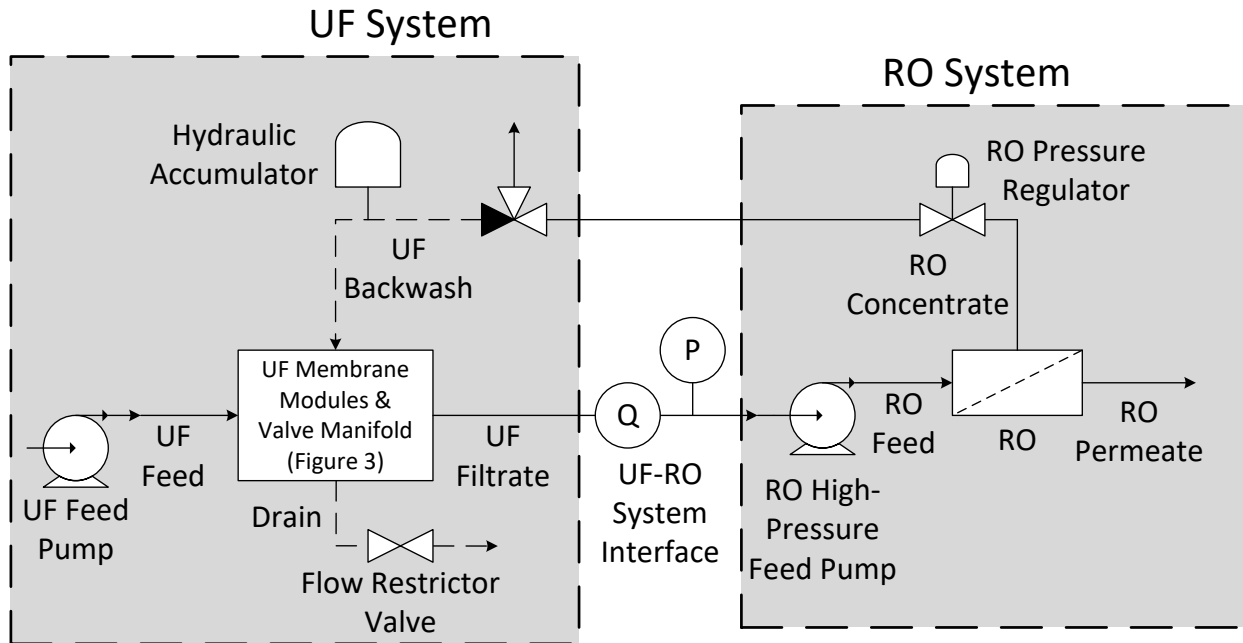 UF System
RO System
Hydraulic
Accumulator
RO Pressure
Regulator
UF
Backwash
RO
Concentrate
P
UF Membrane
Modules &
Valve Manifold
(Figure 3)
Q
UF
Feed
UF
Filtrate
RO
Feed
RO
RO
Permeate
UF Feed
Pump
Drain
UF-RO
System
Interface
RO High-
Pressure
Feed Pump
Flow Restrictor
Valve